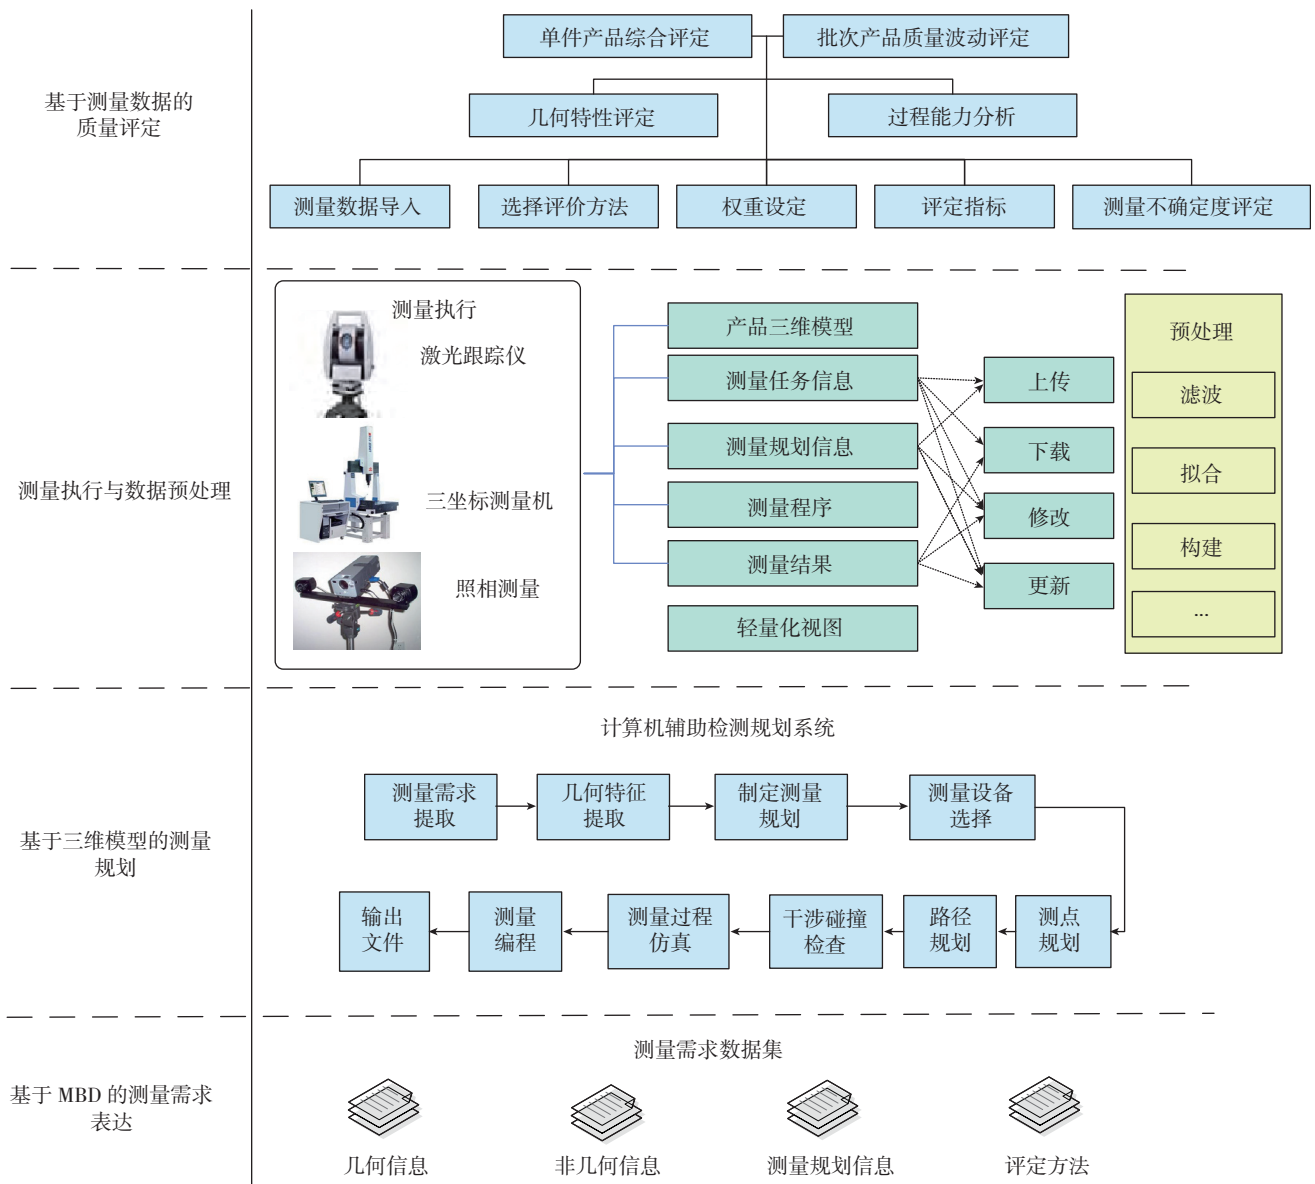 单件产品综合评定
批次产品质量波动评定
基于测量数据的
质量评定
几何特性评定
过程能力分析
测量数据导入
选择评价方法
权重设定
评定指标
测量不确定度评定
测量执行与数据预处理
测量执行
激光跟踪仪
三坐标测量机
照相测量
产品三维模型
测量任务信息
测量规划信息
测量程序
测量结果
轻量化视图
上传
下载
修改
更新
预处理
滤波
拟合
构建
...
基于三维模型的测量
规划
计算机辅助检测规划系统
测量需求
提取
几何特征
提取
制定测量
规划
测量设备
选择
输出
文件
测量
编程
测量过程
仿真
干涉碰撞
检查
路径
规划
测点
规划
基于 MBD 的测量需求
表达
测量需求数据集
几何信息
非几何信息
测量规划信息
评定方法